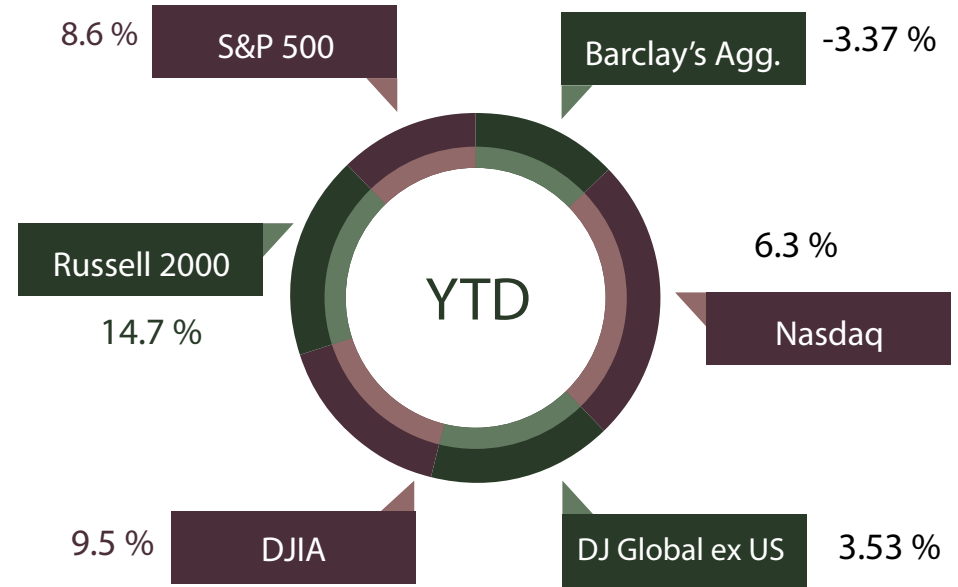 8.6 %
S&P 500
Barclay’s Agg.
-3.37 %
Russell 2000
14.7 %
YTD
6.3 %
Nasdaq
9.5 %
DJIA
DJ Global ex US
3.53 %